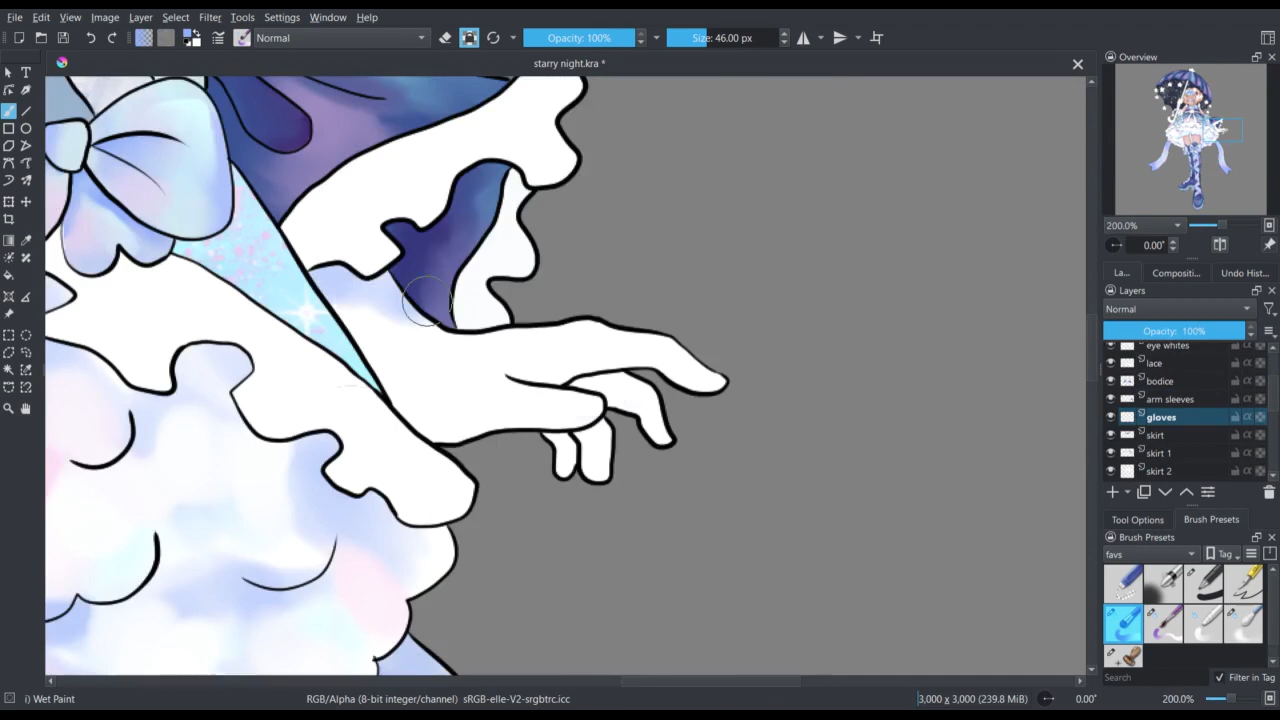 File Edit View Image Layer Select Filter Tools Settings Window Help
Normal Opacity: 100% Size: 46.00 px
starry night.kra *
Overview
200.0%
0.00°
La... Compositi... Undo Hist...
Layers
Normal
Opacity: 100%
eye whites
lace
bodice
arm sleeves
gloves
skirt
skirt 1
skirt 2
Tool Options Brush Presets
Brush Presets
favs Tag
Search Filter in Tag
i) Wet Paint RGB/Alpha (8-bit integer/channel) sRGB-elle-V2-srgbtrc.icc 3,000 x 3,000 (239.8 MiB) 0.00° 200.0%